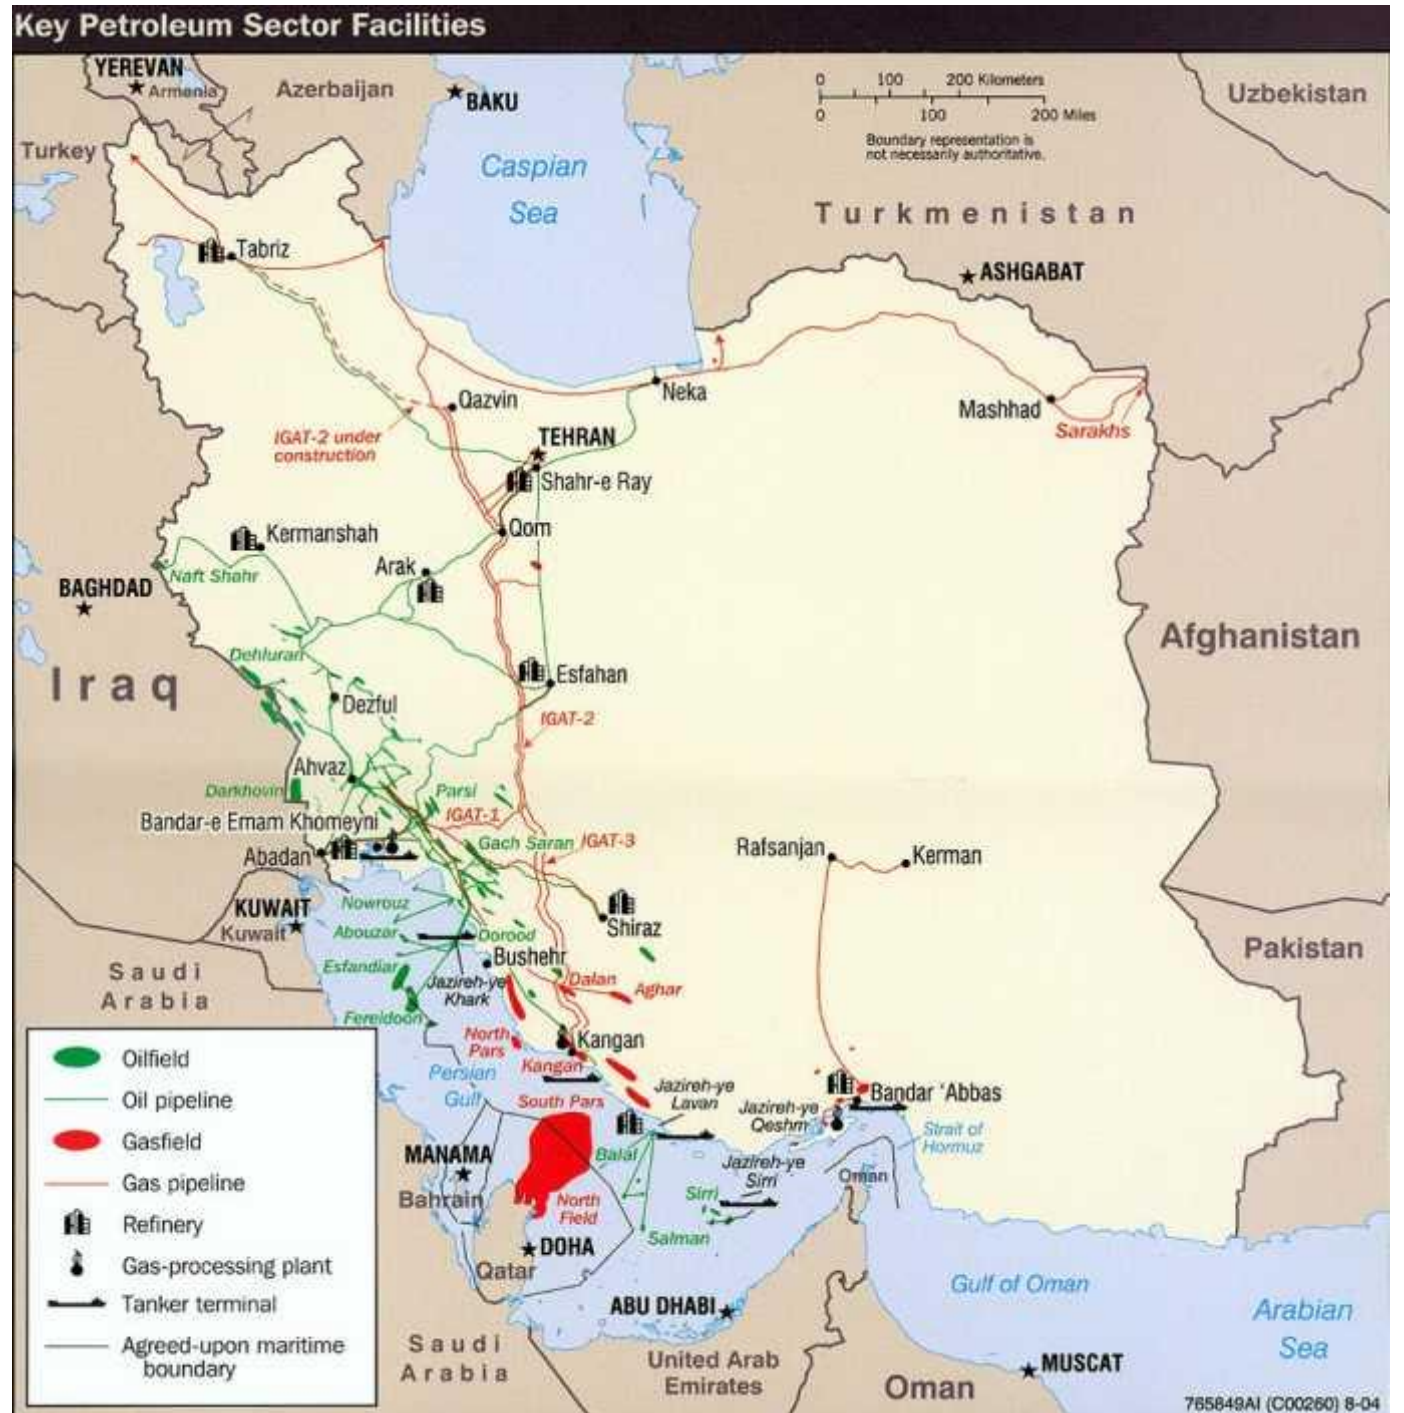 Key Petroleum Sector Facilities
YEREVAN
Armenia
Azerbaijan
BAKU
0 100 200 Kilometers
0 100 200 Miles
Boundary representation is
not necessarily authoritative.
Uzbekistan
Turkey
Caspian
Sea
Turkmenistan
Tabriz
ASHGABAT
Neka
Qazvin
Mashhad
Sarakhs
IGAT-2 under
construction
TEHRAN
Shahr-e Ray
Qom
Kermanshah
Arak
Naft Shahr
BAGHDAD
Iraq
Afghanistan
Dehluran
Esfahan
Dezful
IGAT-2
Ahvaz
Darkhovin
Parsi
IGAT-1
Bandar-e Emam Khomeyni
Gach Saran
IGAT-3
Abadan
Rafsanjan
Kerman
KUWAIT
Kuwait
Nowrouz
Shiraz
Abouzar
Dorood
Pakistan
Saudi
Arabia
Esfandiar
Bushehr
Jazireh-ye
Khark
Dalan
Aghar
Fereidoon
North
Pars
Kangan
Kangan
Persian
Gulf
South Pars
Jazireh-ye
Lavan
Jazireh-ye
Qeshm
Bandar 'Abbas
Strait of
Hormuz
MANAMA
Bahrain
Balal
Jazireh-ye
Sirri
Oman
North
Field
Sirri
Salman
DOHA
Qatar
ABU DHABI
Gulf of Oman
Arabian
Sea
Saudi
Arabia
United Arab
Emirates
MUSCAT
Oman
Oilfield
Oil pipeline
Gasfield
Gas pipeline
Refinery
Gas-processing plant
Tanker terminal
Agreed-upon maritime
boundary
765849AI (C00260) 8-04